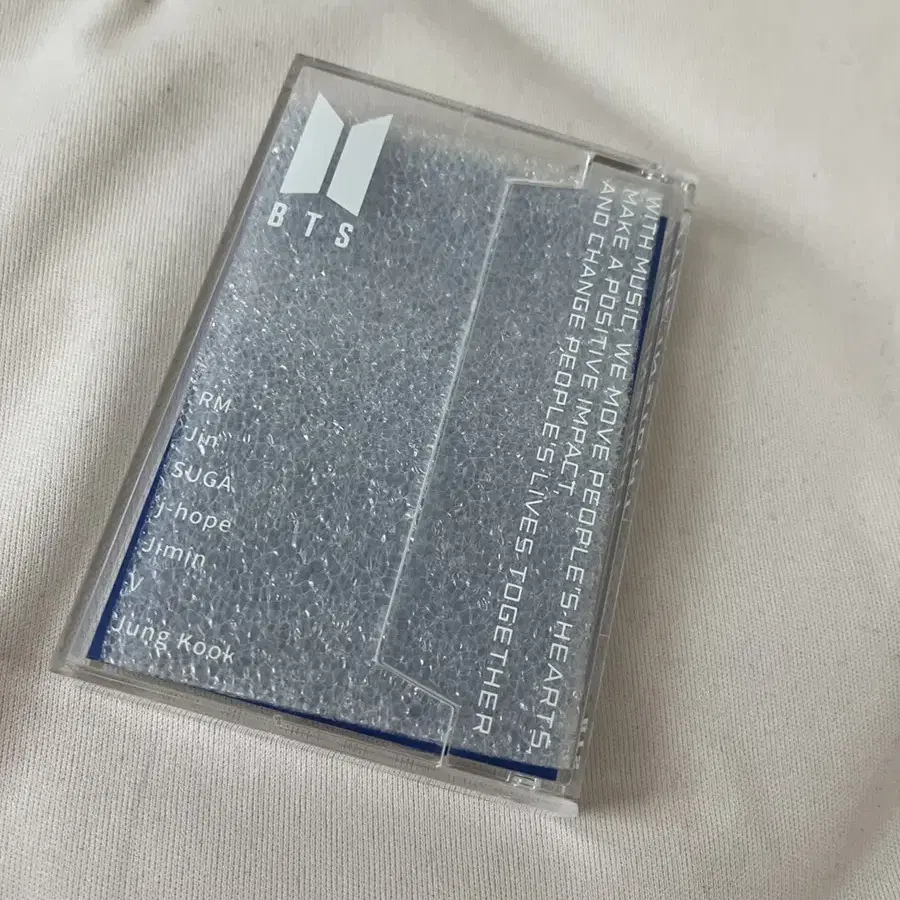 BTS
RM
Jin
SUGA
j-hope
Jimin
V
Jung Kook
WITH MUSIC, WE MOVE PEOPLE'S HEARTS,
MAKE A POSITIVE IMPACT,
AND CHANGE PEOPLE'S LIVES TOGETHER